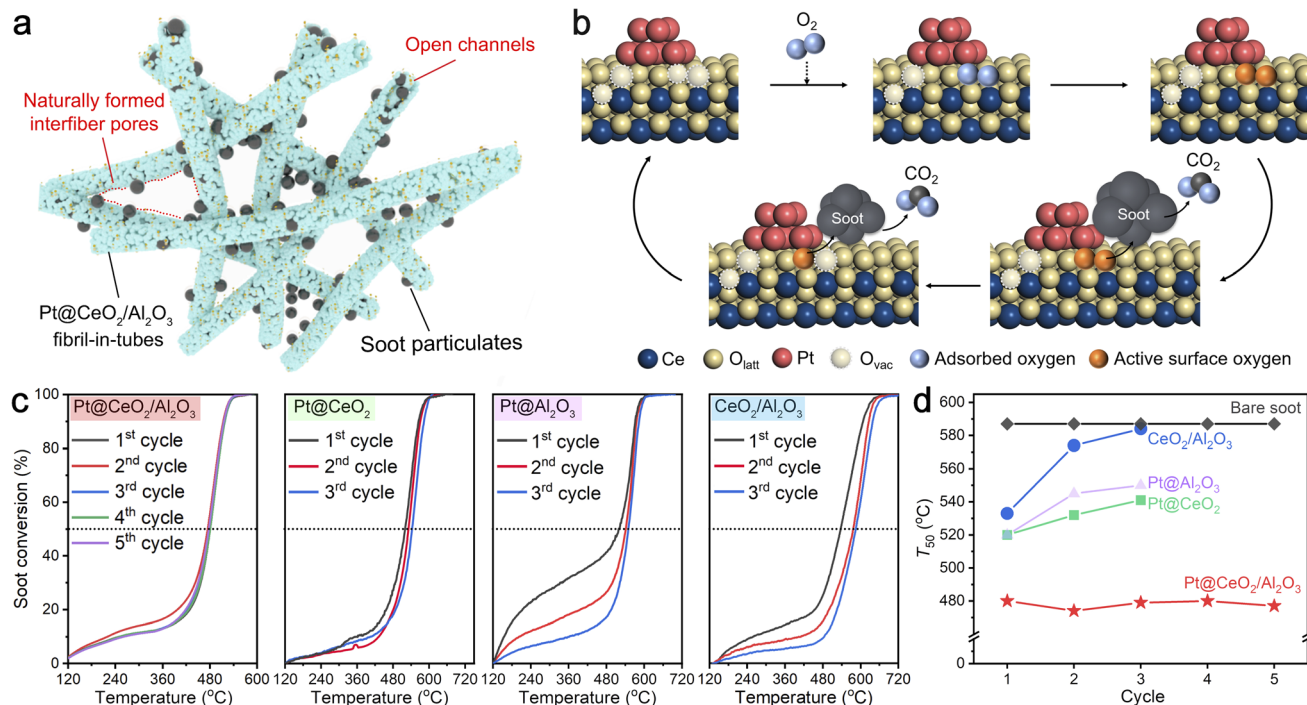 a
Open channels
Naturally formed
interfiber pores
Pt@CeO₂/Al₂O₃
fibril-in-tubes
Soot particulates
b
O₂
CO₂
Soot
CO₂
Soot
Ce
O_latt
Pt
O_vac
Adsorbed oxygen
Active surface oxygen
c
Soot conversion (%)
100
80
60
40
20
0
Pt@CeO₂/Al₂O₃
1st cycle
2nd cycle
3rd cycle
4th cycle
5th cycle
120 240 360 480 600
Temperature (°C)
Pt@CeO₂
1st cycle
2nd cycle
3rd cycle
120 240 360 480 600 720
Temperature (°C)
Pt@Al₂O₃
1st cycle
2nd cycle
3rd cycle
120 240 360 480 600 720
Temperature (°C)
CeO₂/Al₂O₃
1st cycle
2nd cycle
3rd cycle
120 240 360 480 600 720
Temperature (°C)
d
T₅₀ (°C)
600
580
560
540
520
500
480
0
Bare soot
CeO₂/Al₂O₃
Pt@Al₂O₃
Pt@CeO₂
Pt@CeO₂/Al₂O₃
1 2 3 4 5
Cycle